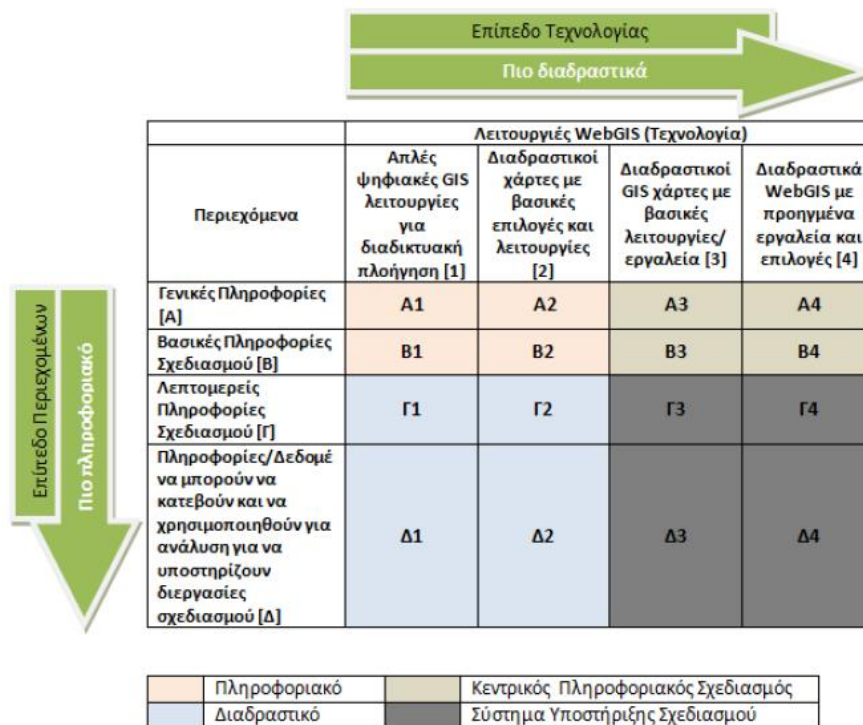 Επίπεδο Τεχνολογίας
Πιο διαδραστικά
Λειτουργιές WebGIS (Τεχνολογία)
Περιεχόμενα
Απλές
ψηφιακές GIS
λειτουργίες
για
διαδικτυακή
πλοήγηση [1]
Διαδραστικοί
χάρτες με
βασικές
επιλογές και
λειτουργίες
[2]
Διαδραστικοί
GIS χάρτες με
βασικές
λειτουργίες/
εργαλεία [3]
Διαδραστικά
WebGIS με
προηγμένα
εργαλεία και
επιλογές [4]
Επίπεδο Περιεχομένων
Πιο πληροφοριακό
Γενικές Πληροφορίες
[Α]
Α1
Α2
Α3
Α4
Βασικές Πληροφορίες
Σχεδιασμού [Β]
Β1
Β2
Β3
Β4
Λεπτομερείς
Πληροφορίες
Σχεδιασμού [Γ]
Γ1
Γ2
Γ3
Γ4
Πληροφορίες/Δεδομέ
να μπορούν να
κατεβούν και να
χρησιμοποιηθούν για
ανάλυση για να
υποστηρίζουν
διεργασίες
σχεδιασμού [Δ]
Δ1
Δ2
Δ3
Δ4
Πληροφοριακό
Κεντρικός Πληροφοριακός Σχεδιασμός
Διαδραστικό
Σύστημα Υποστήριξης Σχεδιασμού